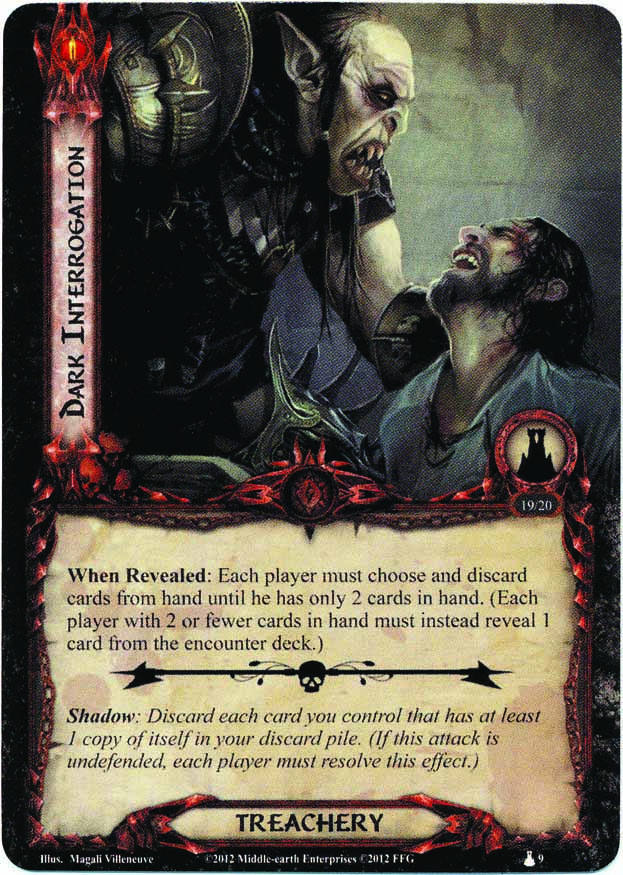 DARK INTERROGATION
19/20
When Revealed: Each player must choose and discard
cards from hand until he has only 2 cards in hand. (Each
player with 2 or fewer cards in hand must instead reveal 1
card from the encounter deck.)
Shadow: Discard each card you control that has at least
1 copy of itself in your discard pile. (If this attack is
undefended, each player must resolve this effect.)
TREACHERY
Illus. Magali Villeneuve ©2012 Middle-earth Enterprises ©2012 FFG 9